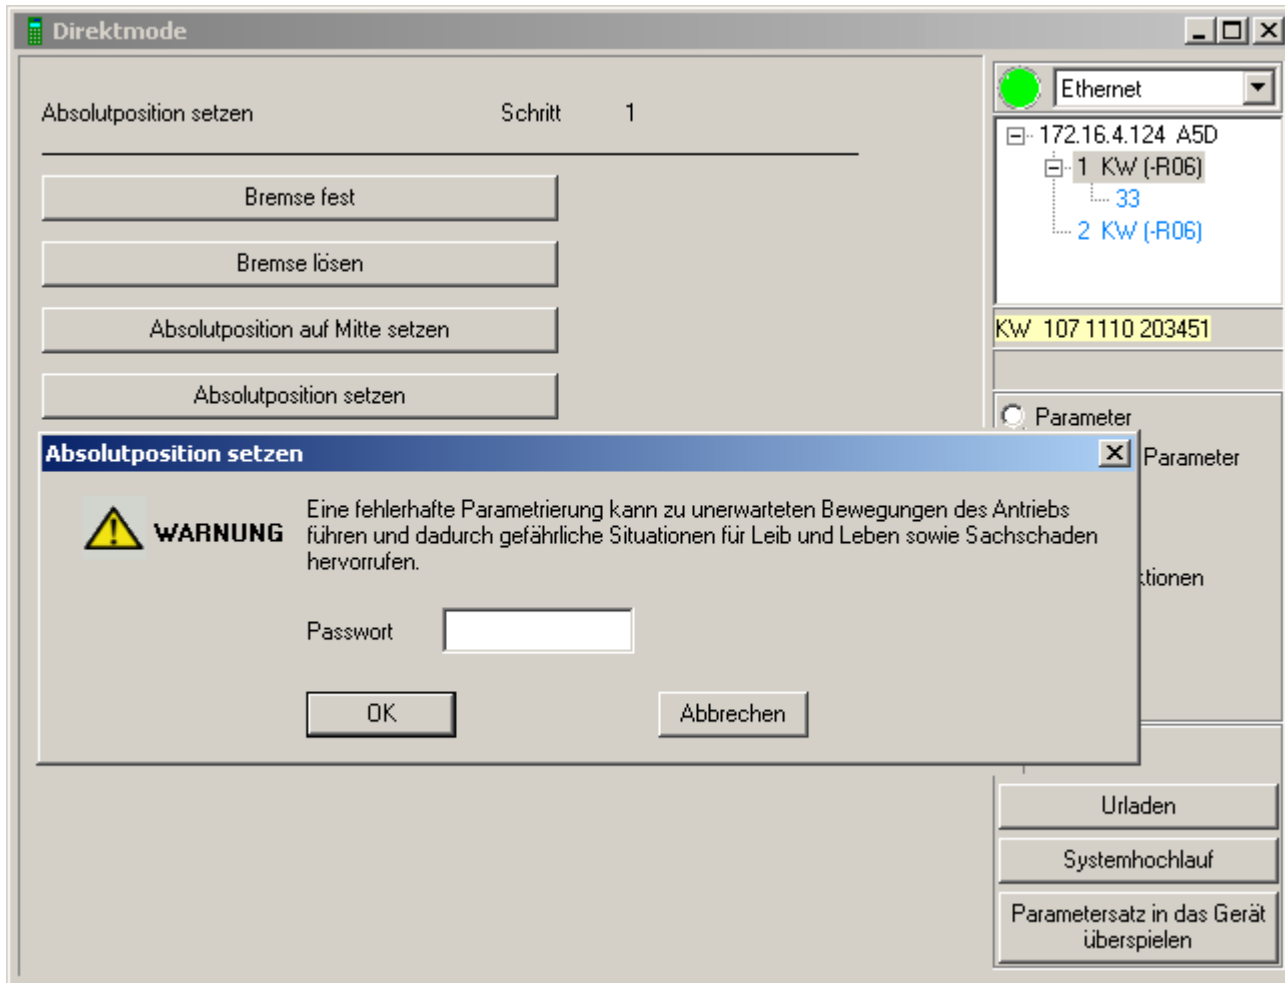 Direktmode
Absolutposition setzen Schritt 1
Bremse fest
Bremse lösen
Absolutposition auf Mitte setzen
Absolutposition setzen
Absolutposition setzen
WARNUNG
Eine fehlerhafte Parametrierung kann zu unerwarteten Bewegungen des Antriebs
führen und dadurch gefährliche Situationen für Leib und Leben sowie Sachschaden
hervorrufen.
Passwort
OK Abbrechen
Ethernet
172.16.4.124 A5D
1 KW (-R06)
33
2 KW (-R06)
KW 107 1110 203451
Parameter
Parameter
ktionen
Urladen
Systemhochlauf
Parametersatz in das Gerät
überspielen